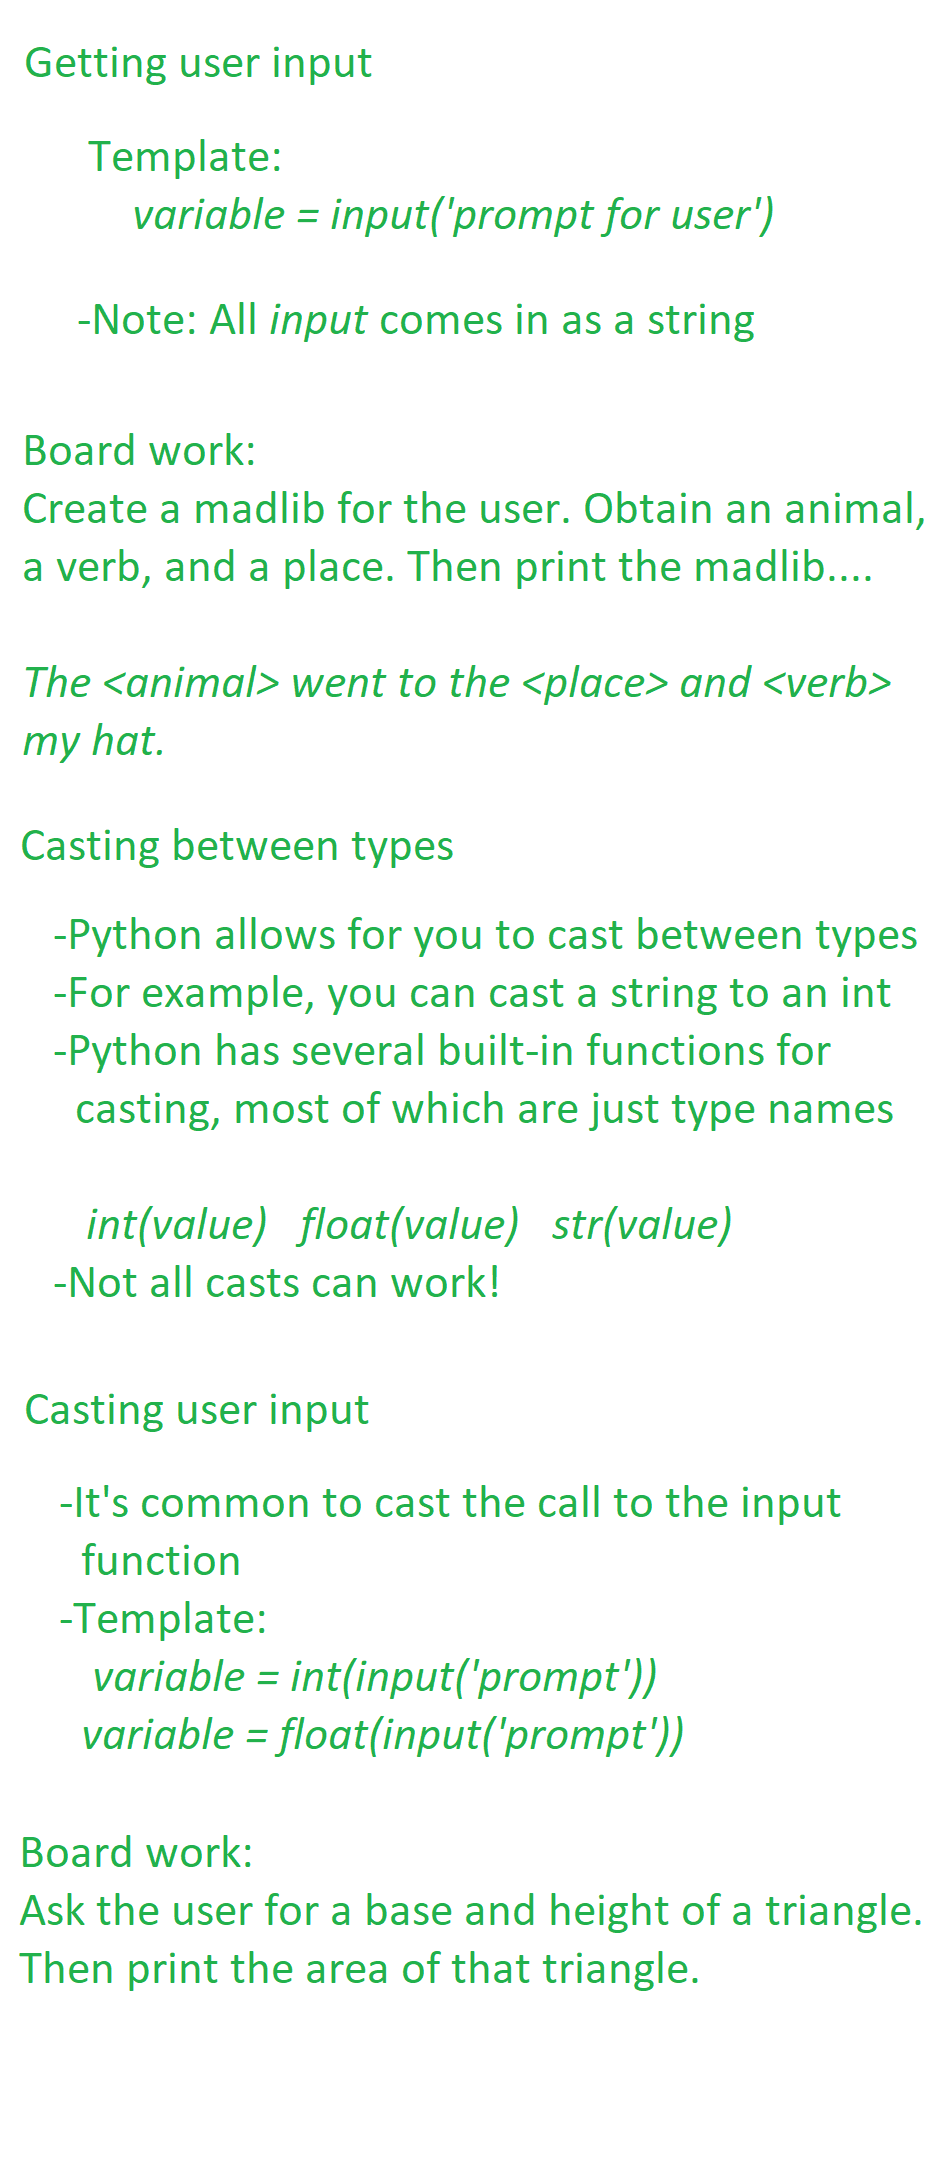 Getting user input
Template:
variable = input('prompt for user')
-Note: All input comes in as a string
Board work:
Create a madlib for the user. Obtain an animal,
a verb, and a place. Then print the madlib....
The <animal> went to the <place> and <verb>
my hat.
Casting between types
-Python allows for you to cast between types
-For example, you can cast a string to an int
-Python has several built-in functions for
casting, most of which are just type names
int(value) float(value) str(value)
-Not all casts can work!
Casting user input
-It's common to cast the call to the input
function
-Template:
variable = int(input('prompt'))
variable = float(input('prompt'))
Board work:
Ask the user for a base and height of a triangle.
Then print the area of that triangle.